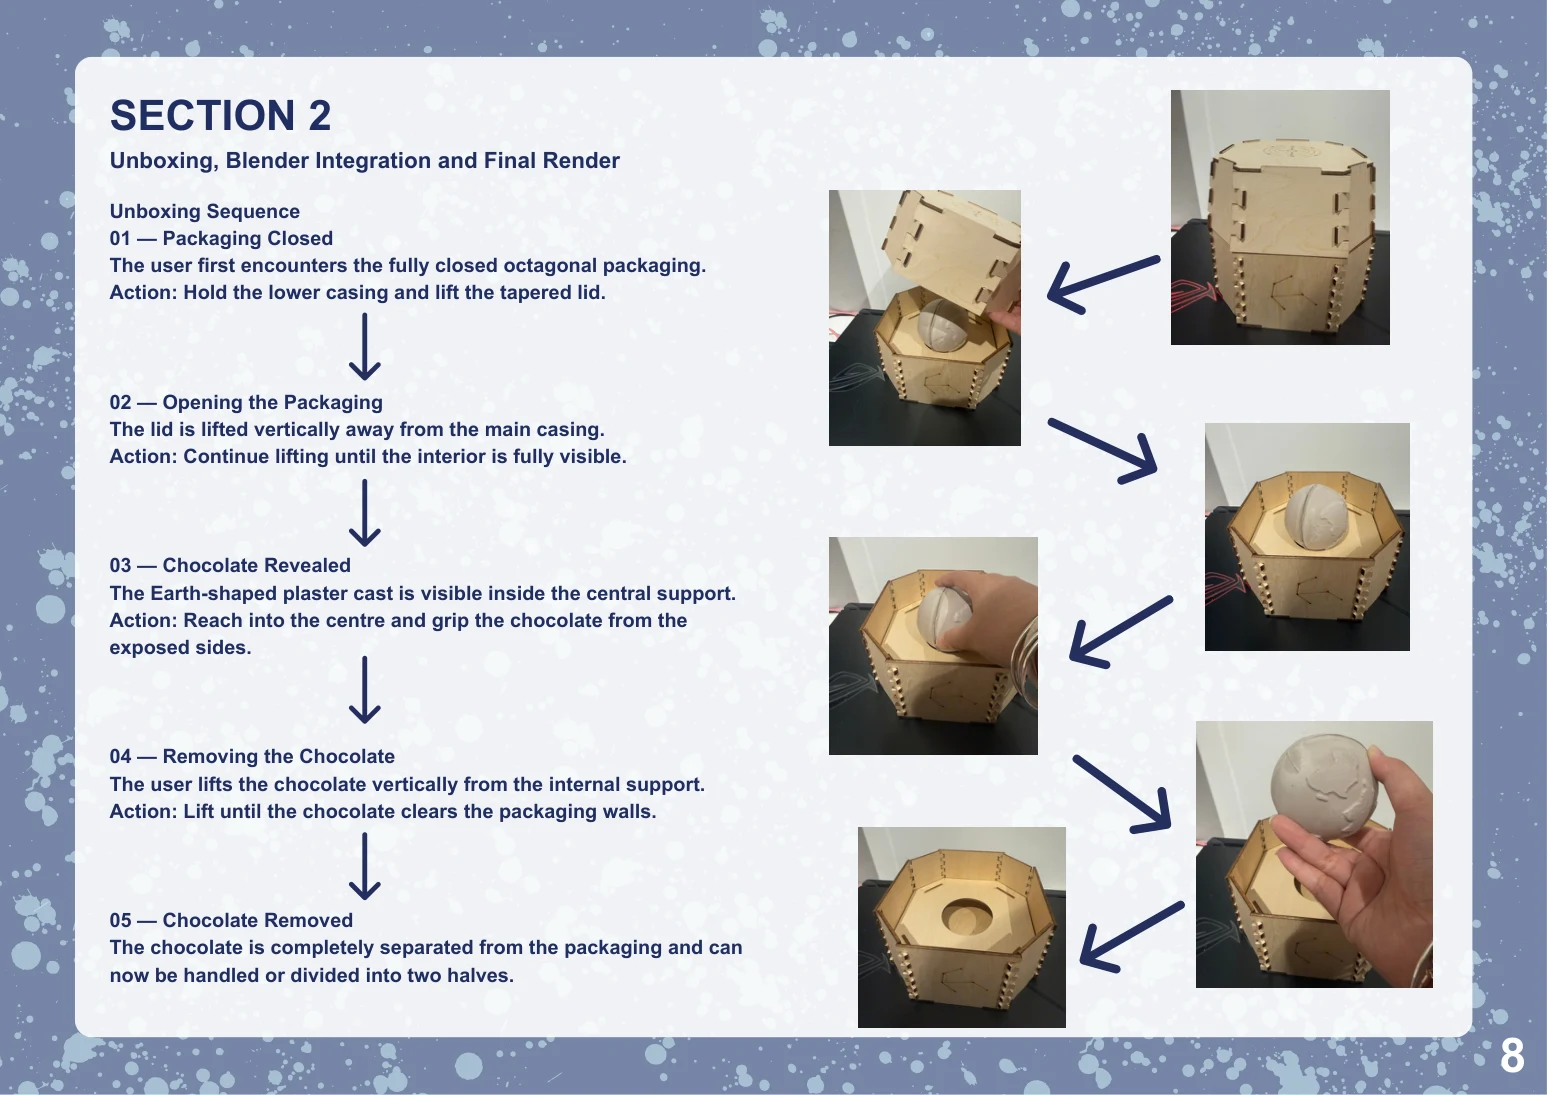 SECTION 2
Unboxing, Blender Integration and Final Render
Unboxing Sequence
01 — Packaging Closed
The user first encounters the fully closed octagonal packaging.
Action: Hold the lower casing and lift the tapered lid.
02 — Opening the Packaging
The lid is lifted vertically away from the main casing.
Action: Continue lifting until the interior is fully visible.
03 — Chocolate Revealed
The Earth-shaped plaster cast is visible inside the central support.
Action: Reach into the centre and grip the chocolate from the
exposed sides.
04 — Removing the Chocolate
The user lifts the chocolate vertically from the internal support.
Action: Lift until the chocolate clears the packaging walls.
05 — Chocolate Removed
The chocolate is completely separated from the packaging and can
now be handled or divided into two halves.
8